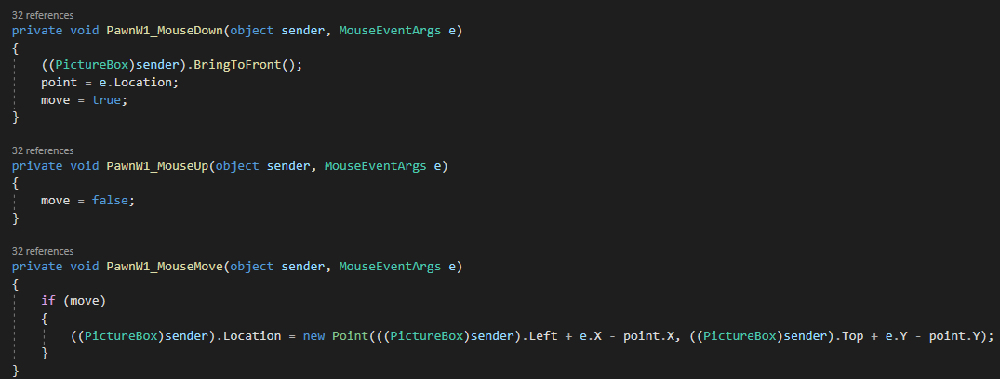 32 references
private void PawnW1_MouseDown(object sender, MouseEventArgs e)
{
    ((PictureBox)sender).BringToFront();
    point = e.Location;
    move = true;
}
32 references
private void PawnW1_MouseUp(object sender, MouseEventArgs e)
{
    move = false;
}
32 references
private void PawnW1_MouseMove(object sender, MouseEventArgs e)
{
    if (move)
    {
        ((PictureBox)sender).Location = new Point(((PictureBox)sender).Left + e.X - point.X, ((PictureBox)sender).Top + e.Y - point.Y);
    }
}